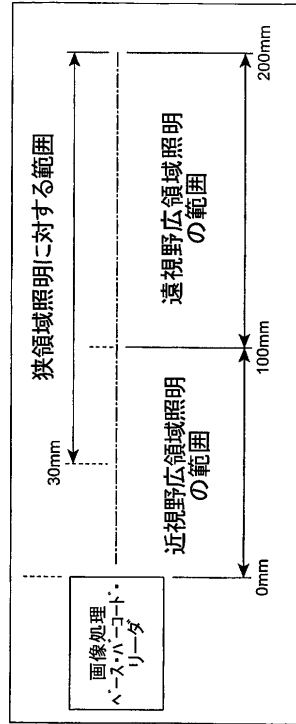 画像処理
ベース・バーコード・
リーダ
30mm
狭領域照明に対する範囲
近視野広領域照明
の範囲
遠視野広領域照明
の範囲
0mm
100mm
200mm